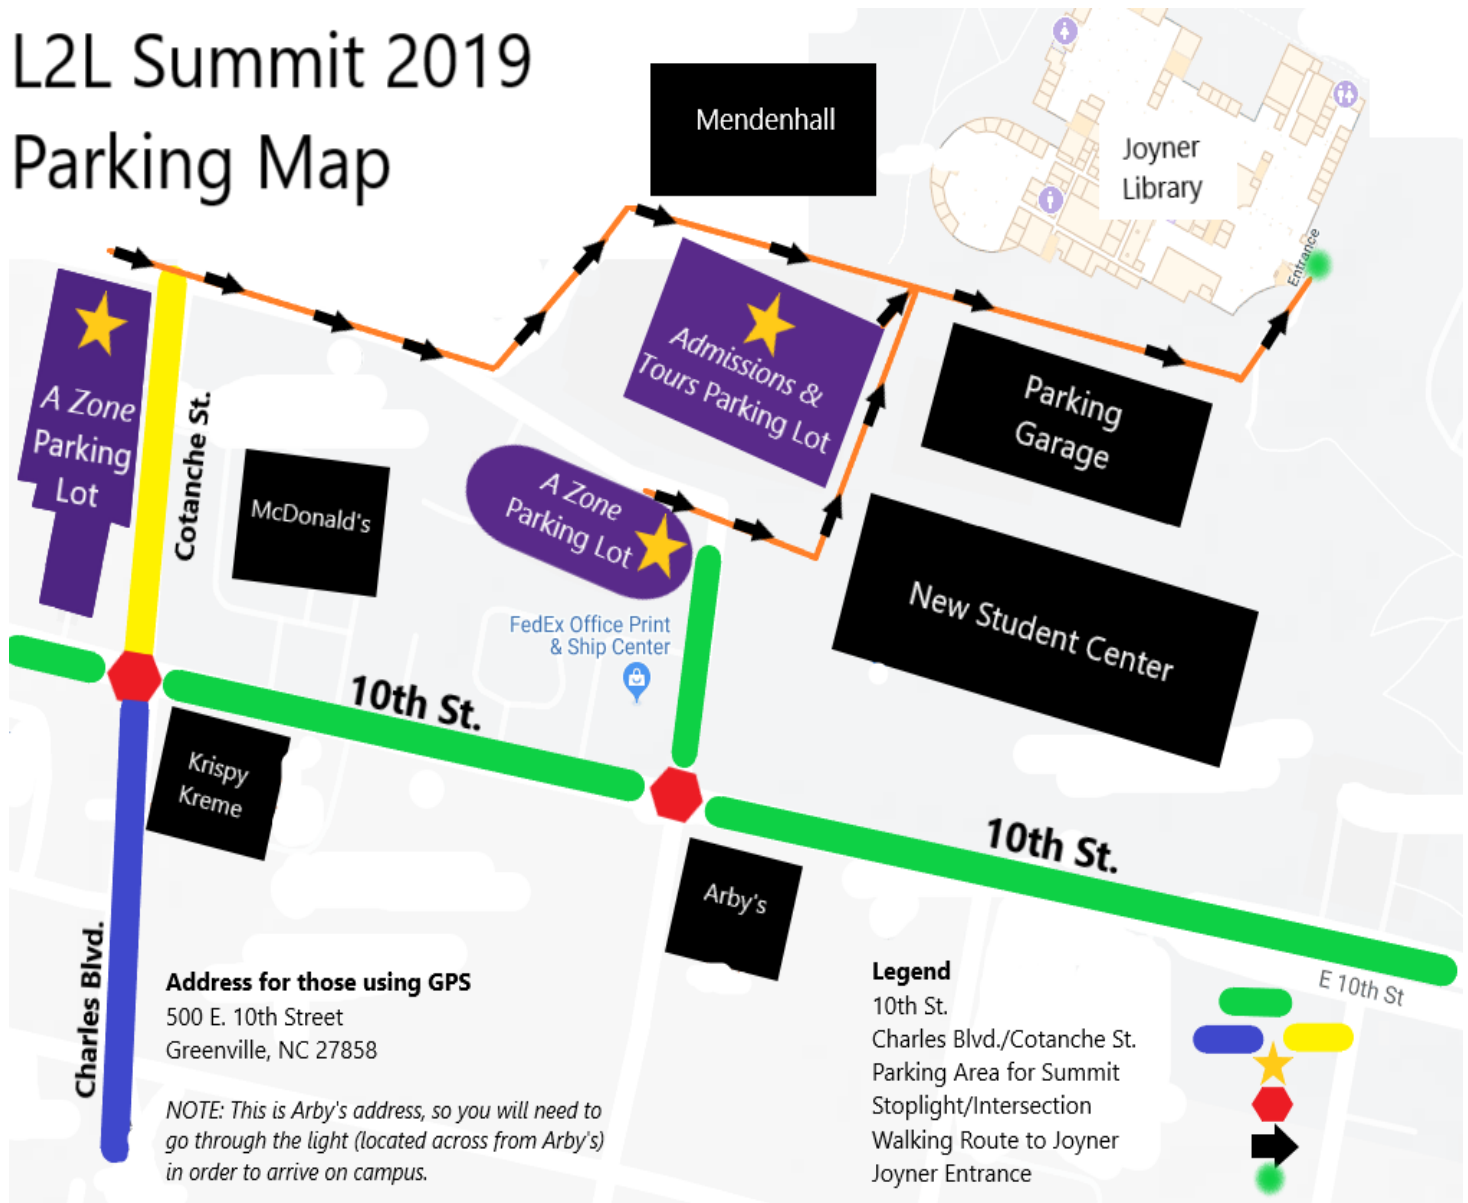 L2L Summit 2019
Parking Map
Mendenhall
Joyner
Library
Entrance
A Zone
Parking
Lot
Cotanche St.
McDonald's
Admissions &
Tours Parking Lot
A Zone
Parking Lot
Parking
Garage
New Student Center
FedEx Office Print
& Ship Center
10th St.
Krispy
Kreme
10th St.
Arby's
E 10th St
Charles Blvd.
Address for those using GPS
500 E. 10th Street
Greenville, NC 27858
NOTE: This is Arby's address, so you will need to
go through the light (located across from Arby's)
in order to arrive on campus.
Legend
10th St.
Charles Blvd./Cotanche St.
Parking Area for Summit
Stoplight/Intersection
Walking Route to Joyner
Joyner Entrance